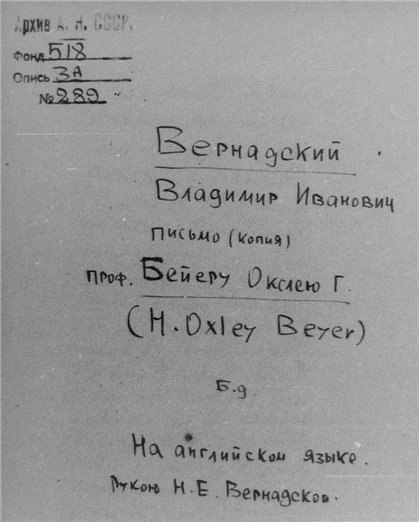 Архив А. Н. СССР.
Фонд 518
Опись 3А
№ 289
Вернадский
Владимир Иванович
письмо (копия)
проф. Бейеру Окслею Г.
(H. Oxley Beyer)
Б.д
На английском языке.
Рукою Н.Е. Вернадской.